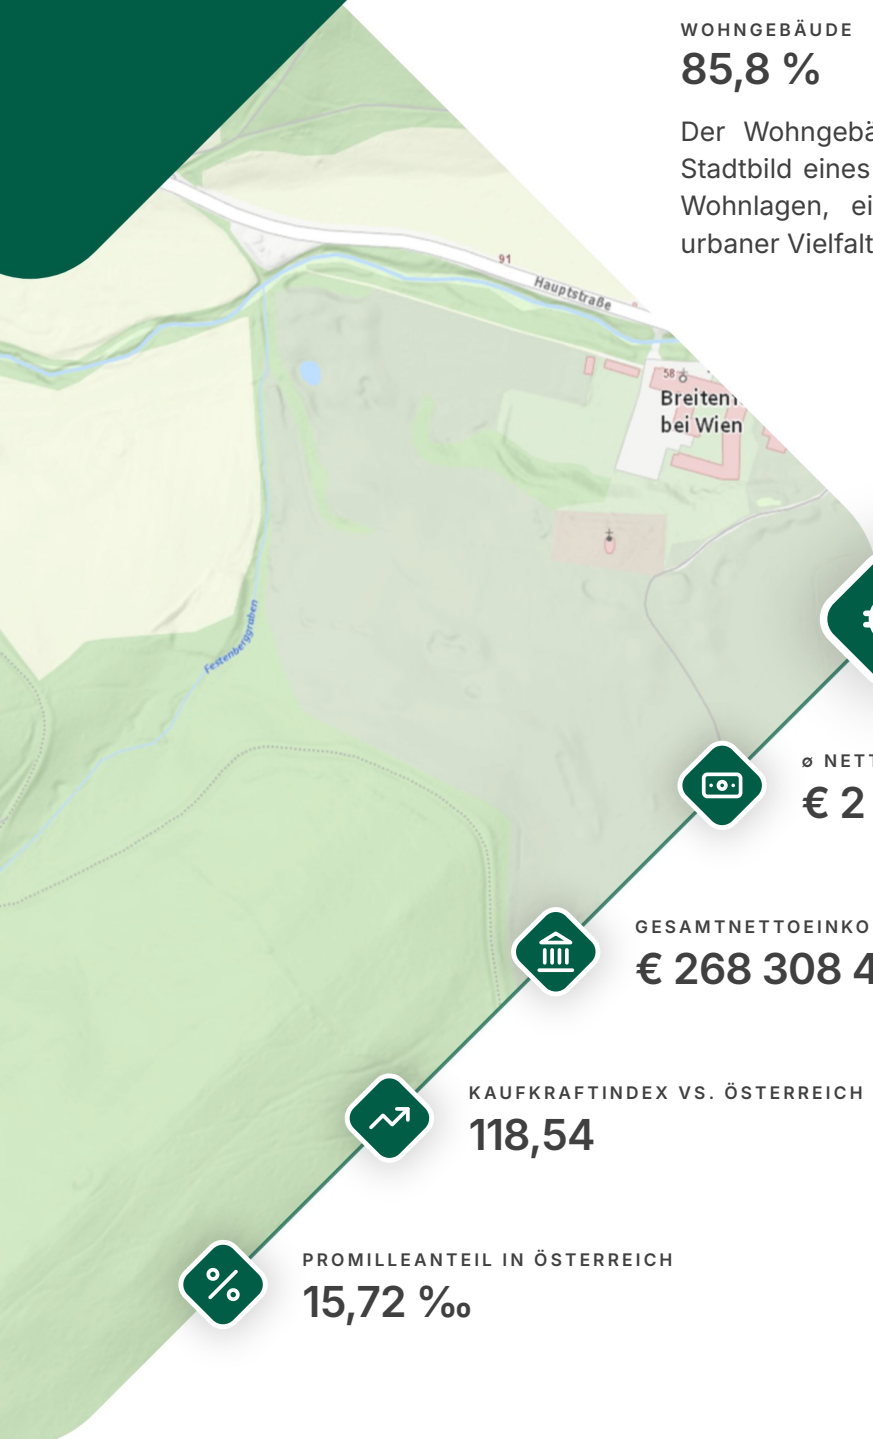 WOHNGEBÄUDE
85,8 %
Der Wohngebä
Stadtbild eines
Wohnlagen, ei
urbaner Vielfalt
91
Hauptstraße
58
bei Wien
Festenberggraben
ø NETT
€ 2
GESAMTNETTOEINKO
€ 268 308 4
KAUFKRAFTINDEX VS. ÖSTERREICH
118,54
PROMILLEANTEIL IN ÖSTERREICH
15,72 ‰